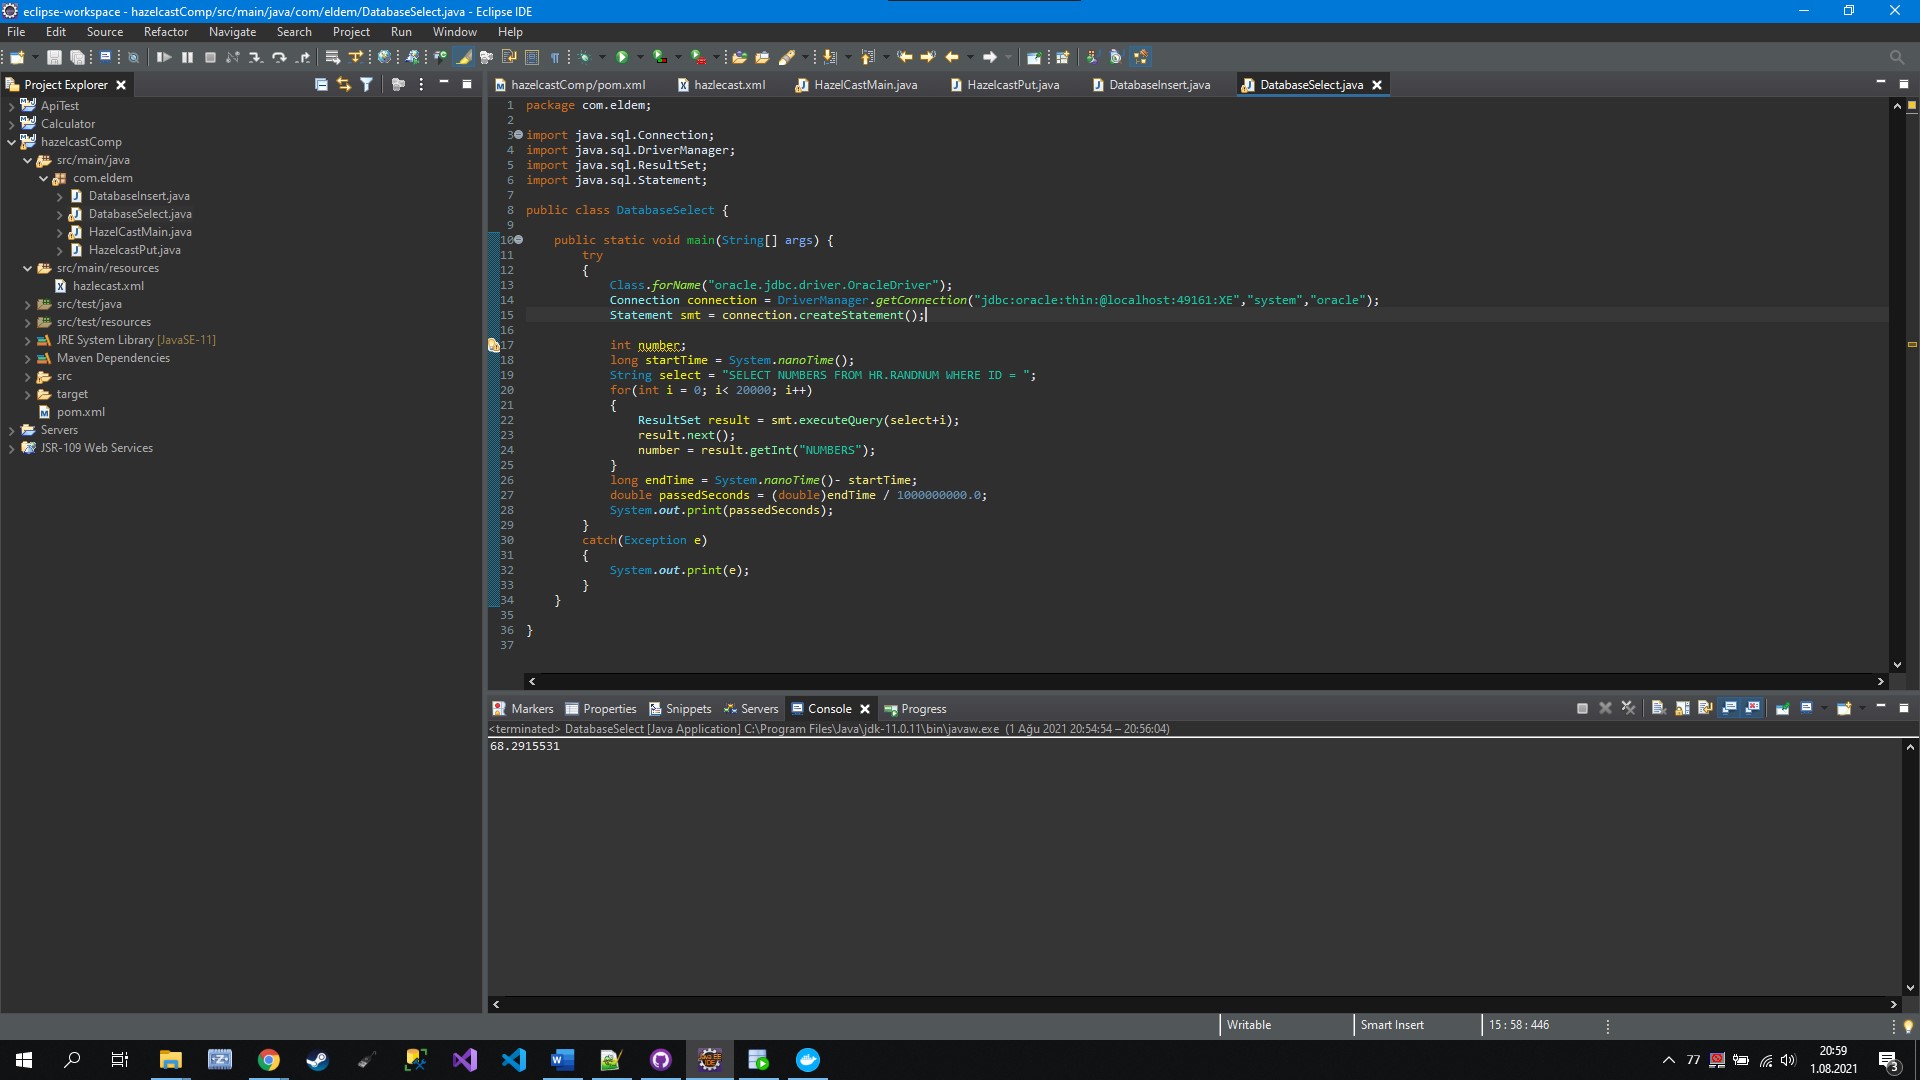 eclipse-workspace - hazelcastComp/src/main/java/com/eldem/DatabaseSelect.java - Eclipse IDE
File Edit Source Refactor Navigate Search Project Run Window Help
Project Explorer
ApiTest
Calculator
hazelcastComp
src/main/java
com.eldem
DatabaseInsert.java
DatabaseSelect.java
HazelCastMain.java
HazelcastPut.java
src/main/resources
hazlecast.xml
src/test/java
src/test/resources
JRE System Library [JavaSE-11]
Maven Dependencies
src
target
pom.xml
Servers
JSR-109 Web Services
hazelcastComp/pom.xml hazlecast.xml HazelCastMain.java HazelcastPut.java DatabaseInsert.java DatabaseSelect.java
1 package com.eldem;
2
3 import java.sql.Connection;
4 import java.sql.DriverManager;
5 import java.sql.ResultSet;
6 import java.sql.Statement;
7
8 public class DatabaseSelect {
9
10 public static void main(String[] args) {
11 try
12 {
13 Class.forName("oracle.jdbc.driver.OracleDriver");
14 Connection connection = DriverManager.getConnection("jdbc:oracle:thin:@localhost:49161:XE","system","oracle");
15 Statement smt = connection.createStatement();
16
17 int number;
18 long startTime = System.nanoTime();
19 String select = "SELECT NUMBERS FROM HR.RANDNUM WHERE ID = ";
20 for(int i = 0; i< 20000; i++)
21 {
22 ResultSet result = smt.executeQuery(select+i);
23 result.next();
24 number = result.getInt("NUMBERS");
25 }
26 long endTime = System.nanoTime()- startTime;
27 double passedSeconds = (double)endTime / 1000000000.0;
28 System.out.print(passedSeconds);
29 }
30 catch(Exception e)
31 {
32 System.out.print(e);
33 }
34 }
35
36 }
37
Markers Properties Snippets Servers Console Progress
<terminated> DatabaseSelect [Java Application] C:\Program Files\Java\jdk-11.0.11\bin\javaw.exe (1 Ağu 2021 20:54:54 – 20:56:04)
68.2915531
Writable Smart Insert 15 : 58 : 446
77 20:59
1.08.2021
3